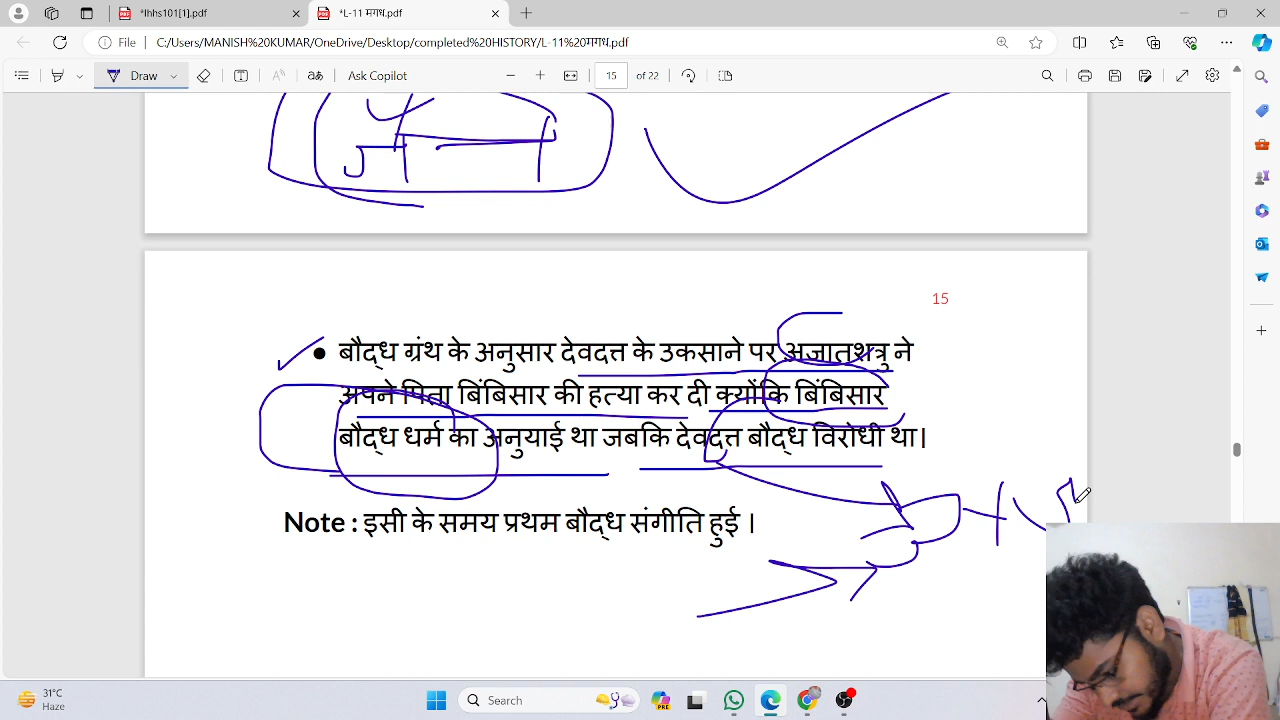 *lhhs101[1].pdf
*L-11 मगध.pdf
File C:/Users/MANISH%20KUMAR/OneDrive/Desktop/completed%20HISTORY/L-11%20मगध.pdf
Draw
Ask Copilot
15 of 22
15
● बौद्ध ग्रंथ के अनुसार देवदत्त के उकसाने पर अजातशत्रु ने
अपने पिता बिंबिसार की हत्या कर दी क्योंकि बिंबिसार
बौद्ध धर्म का अनुयाई था जबकि देवदत्त बौद्ध विरोधी था।
Note : इसी के समय प्रथम बौद्ध संगीति हुई ।
31°C
Haze
Search
PRE